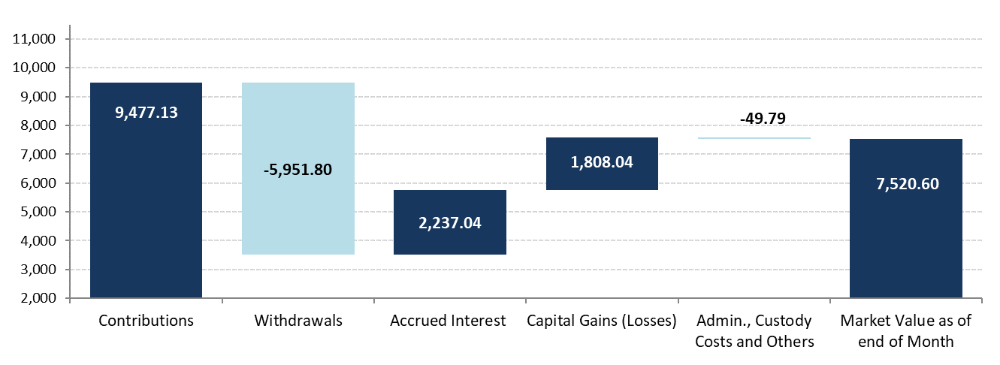 11,000
10,000
9,000
8,000
7,000
6,000
5,000
4,000
3,000
2,000
9,477.13
-5,951.80
2,237.04
1,808.04
-49.79
7,520.60
Contributions
Withdrawals
Accrued Interest
Capital Gains (Losses)
Admin., Custody
Costs and Others
Market Value as of
end of Month